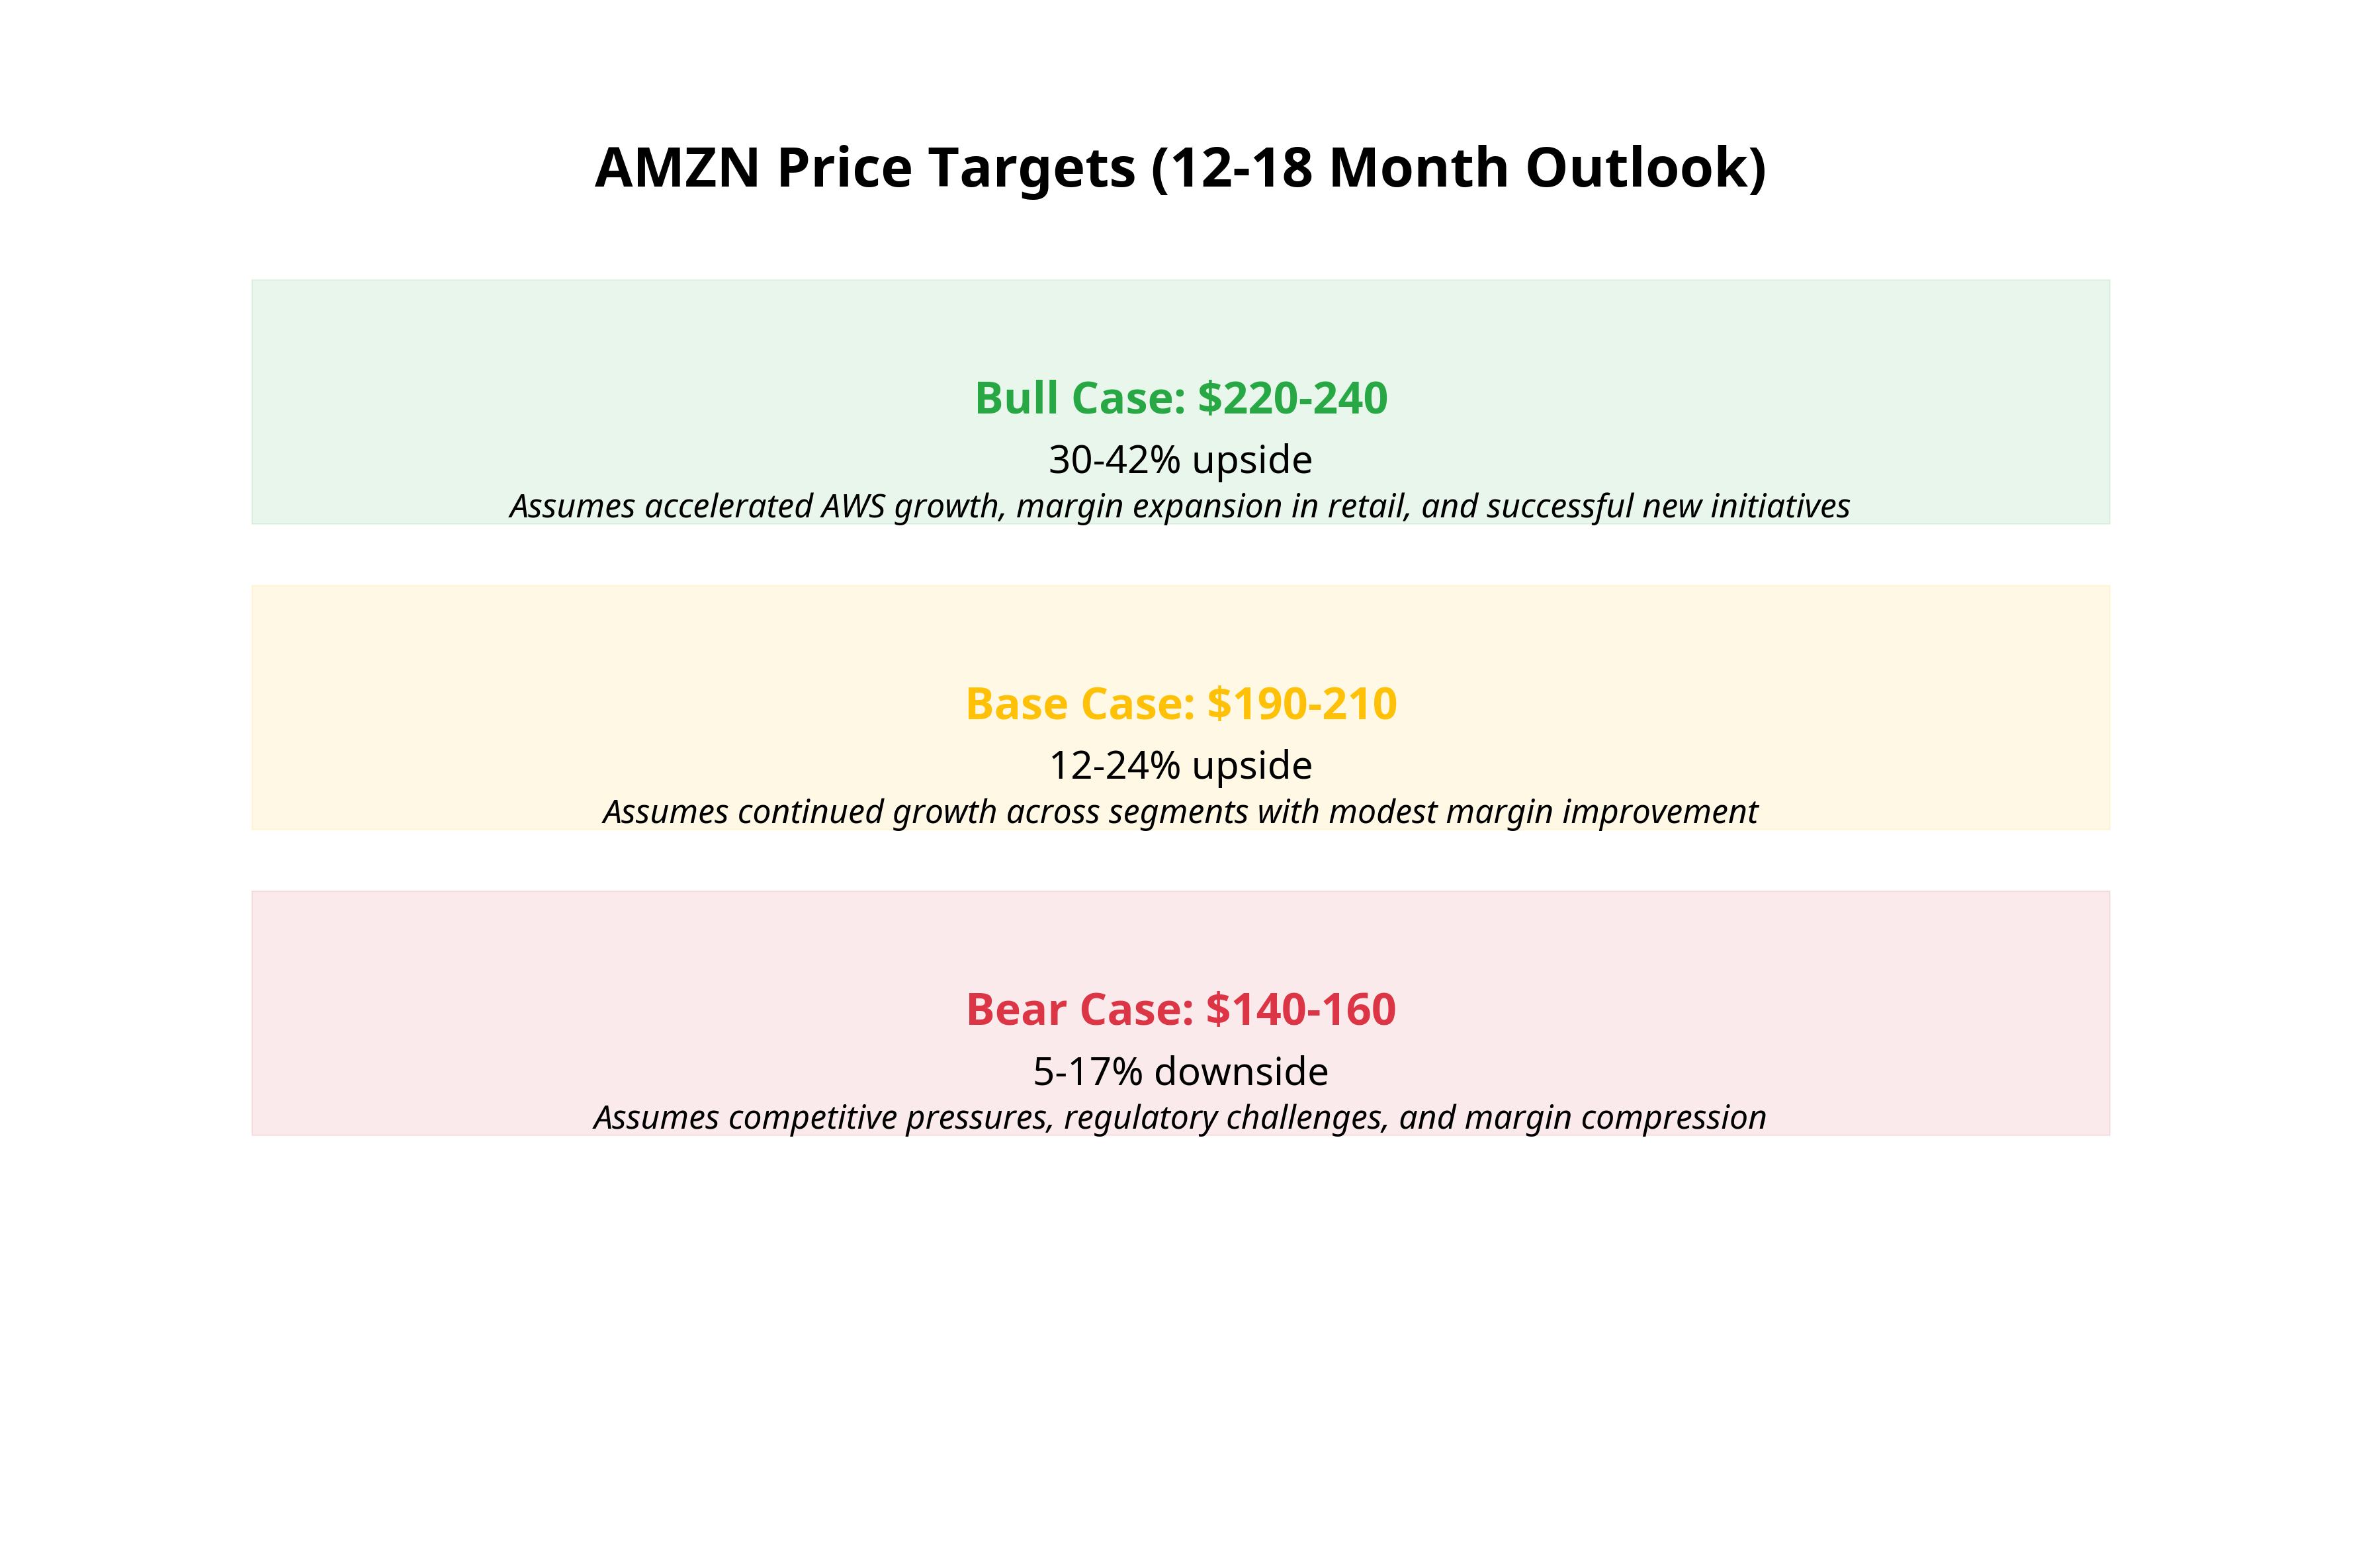 AMZN Price Targets (12-18 Month Outlook)
Bull Case: $220-240
30-42% upside
Assumes accelerated AWS growth, margin expansion in retail, and successful new initiatives
Base Case: $190-210
12-24% upside
Assumes continued growth across segments with modest margin improvement
Bear Case: $140-160
5-17% downside
Assumes competitive pressures, regulatory challenges, and margin compression